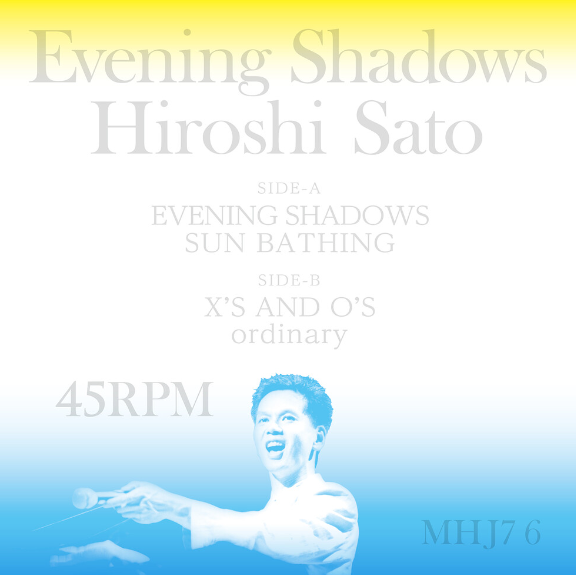 Evening Shadows
Hiroshi Sato
SIDE-A
EVENING SHADOWS
SUN BATHING
SIDE-B
X'S AND O'S
ordinary
45RPM
MHJ7 6